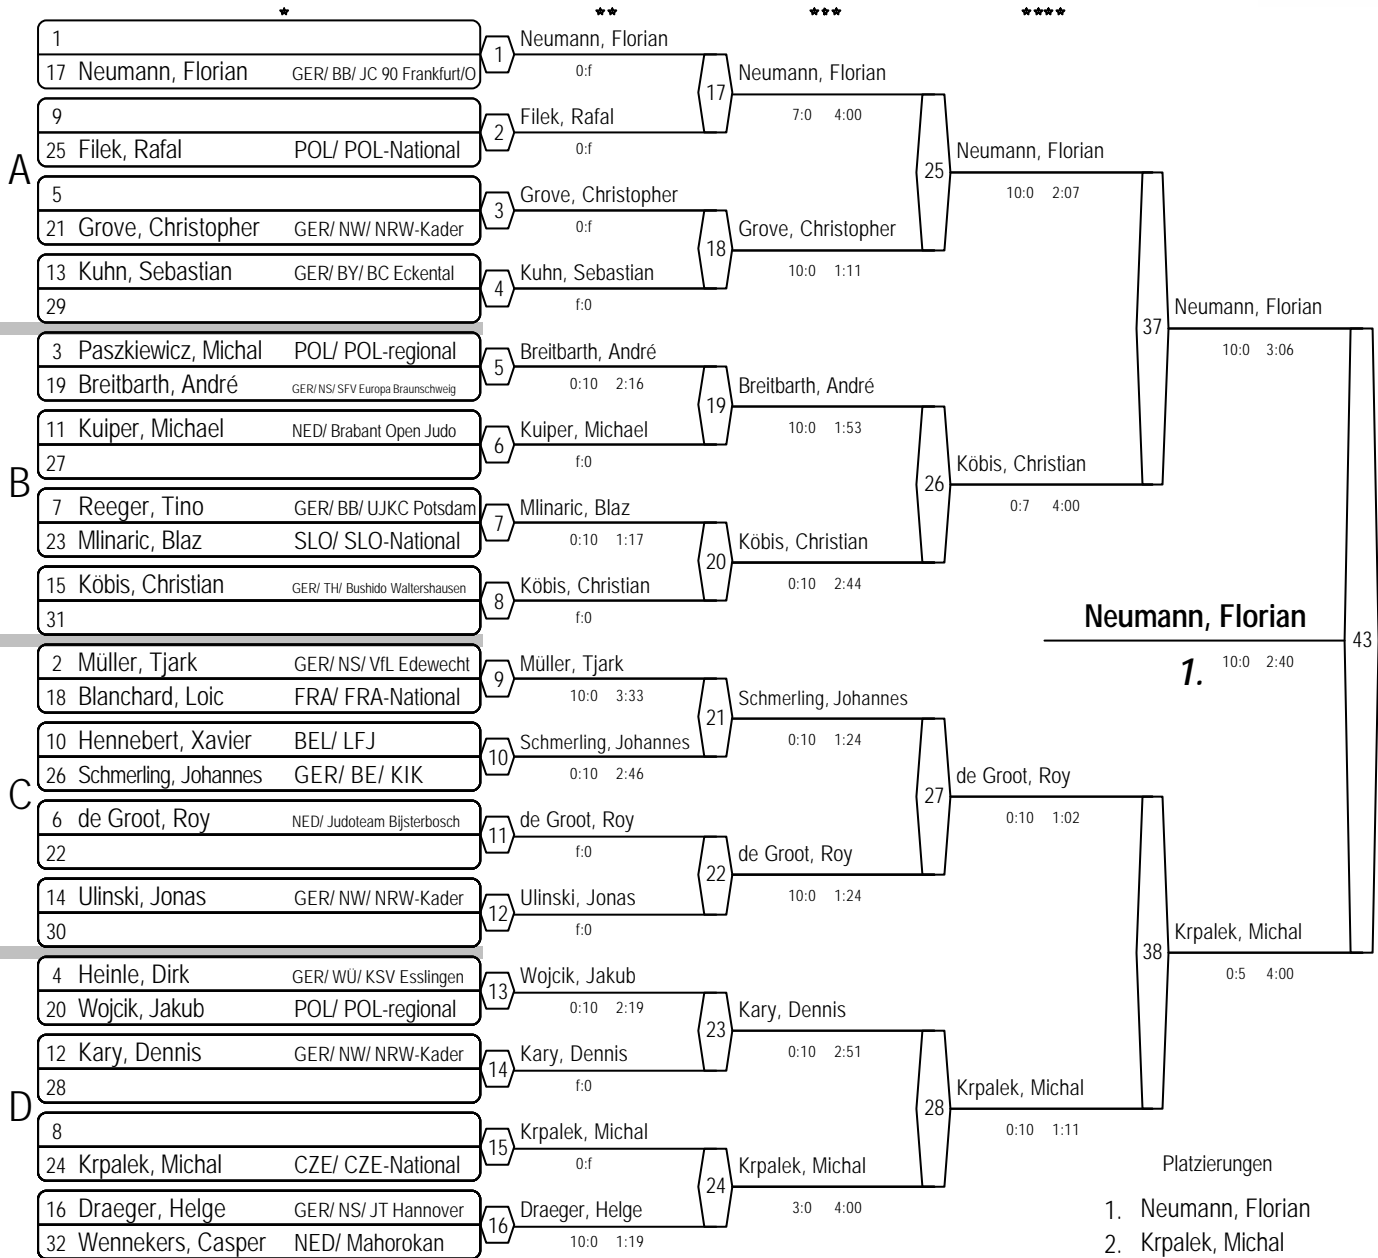 * ** *** ****
A
1
17 Neumann, Florian GER/ BB/ JC 90 Frankfurt/O
9
25 Filek, Rafal POL/ POL-National
5
21 Grove, Christopher GER/ NW/ NRW-Kader
13 Kuhn, Sebastian GER/ BY/ BC Eckental
29
B
3 Paszkiewicz, Michal POL/ POL-regional
19 Breitbarth, André GER/ NS/ SFV Europa Braunschweig
11 Kuiper, Michael NED/ Brabant Open Judo
27
7 Reeger, Tino GER/ BB/ UJKC Potsdam
23 Mlinaric, Blaz SLO/ SLO-National
15 Köbis, Christian GER/ TH/ Bushido Waltershausen
31
C
2 Müller, Tjark GER/ NS/ VfL Edewecht
18 Blanchard, Loic FRA/ FRA-National
10 Hennebert, Xavier BEL/ LFJ
26 Schmerling, Johannes GER/ BE/ KIK
6 de Groot, Roy NED/ Judoteam Bijsterbosch
22
14 Ulinski, Jonas GER/ NW/ NRW-Kader
30
D
4 Heinle, Dirk GER/ WÜ/ KSV Esslingen
20 Wojcik, Jakub POL/ POL-regional
12 Kary, Dennis GER/ NW/ NRW-Kader
28
8
24 Krpalek, Michal CZE/ CZE-National
16 Draeger, Helge GER/ NS/ JT Hannover
32 Wennekers, Casper NED/ Mahorokan
1 Neumann, Florian
0:f
2 Filek, Rafal
0:f
3 Grove, Christopher
0:f
4 Kuhn, Sebastian
f:0
5 Breitbarth, André
0:10 2:16
6 Kuiper, Michael
f:0
7 Mlinaric, Blaz
0:10 1:17
8 Köbis, Christian
f:0
9 Müller, Tjark
10:0 3:33
10 Schmerling, Johannes
0:10 2:46
11 de Groot, Roy
f:0
12 Ulinski, Jonas
f:0
13 Wojcik, Jakub
0:10 2:19
14 Kary, Dennis
f:0
15 Krpalek, Michal
0:f
16 Draeger, Helge
10:0 1:19
17 Neumann, Florian
7:0 4:00
18 Grove, Christopher
10:0 1:11
19 Breitbarth, André
10:0 1:53
20 Köbis, Christian
0:10 2:44
21 Schmerling, Johannes
0:10 1:24
22 de Groot, Roy
10:0 1:24
23 Kary, Dennis
0:10 2:51
24 Krpalek, Michal
3:0 4:00
25 Neumann, Florian
10:0 2:07
26 Köbis, Christian
0:7 4:00
27 de Groot, Roy
0:10 1:02
28 Krpalek, Michal
0:10 1:11
37 Neumann, Florian
10:0 3:06
38 Krpalek, Michal
0:5 4:00
43 Neumann, Florian
1. 10:0 2:40
Platzierungen
1. Neumann, Florian
2. Krpalek, Michal